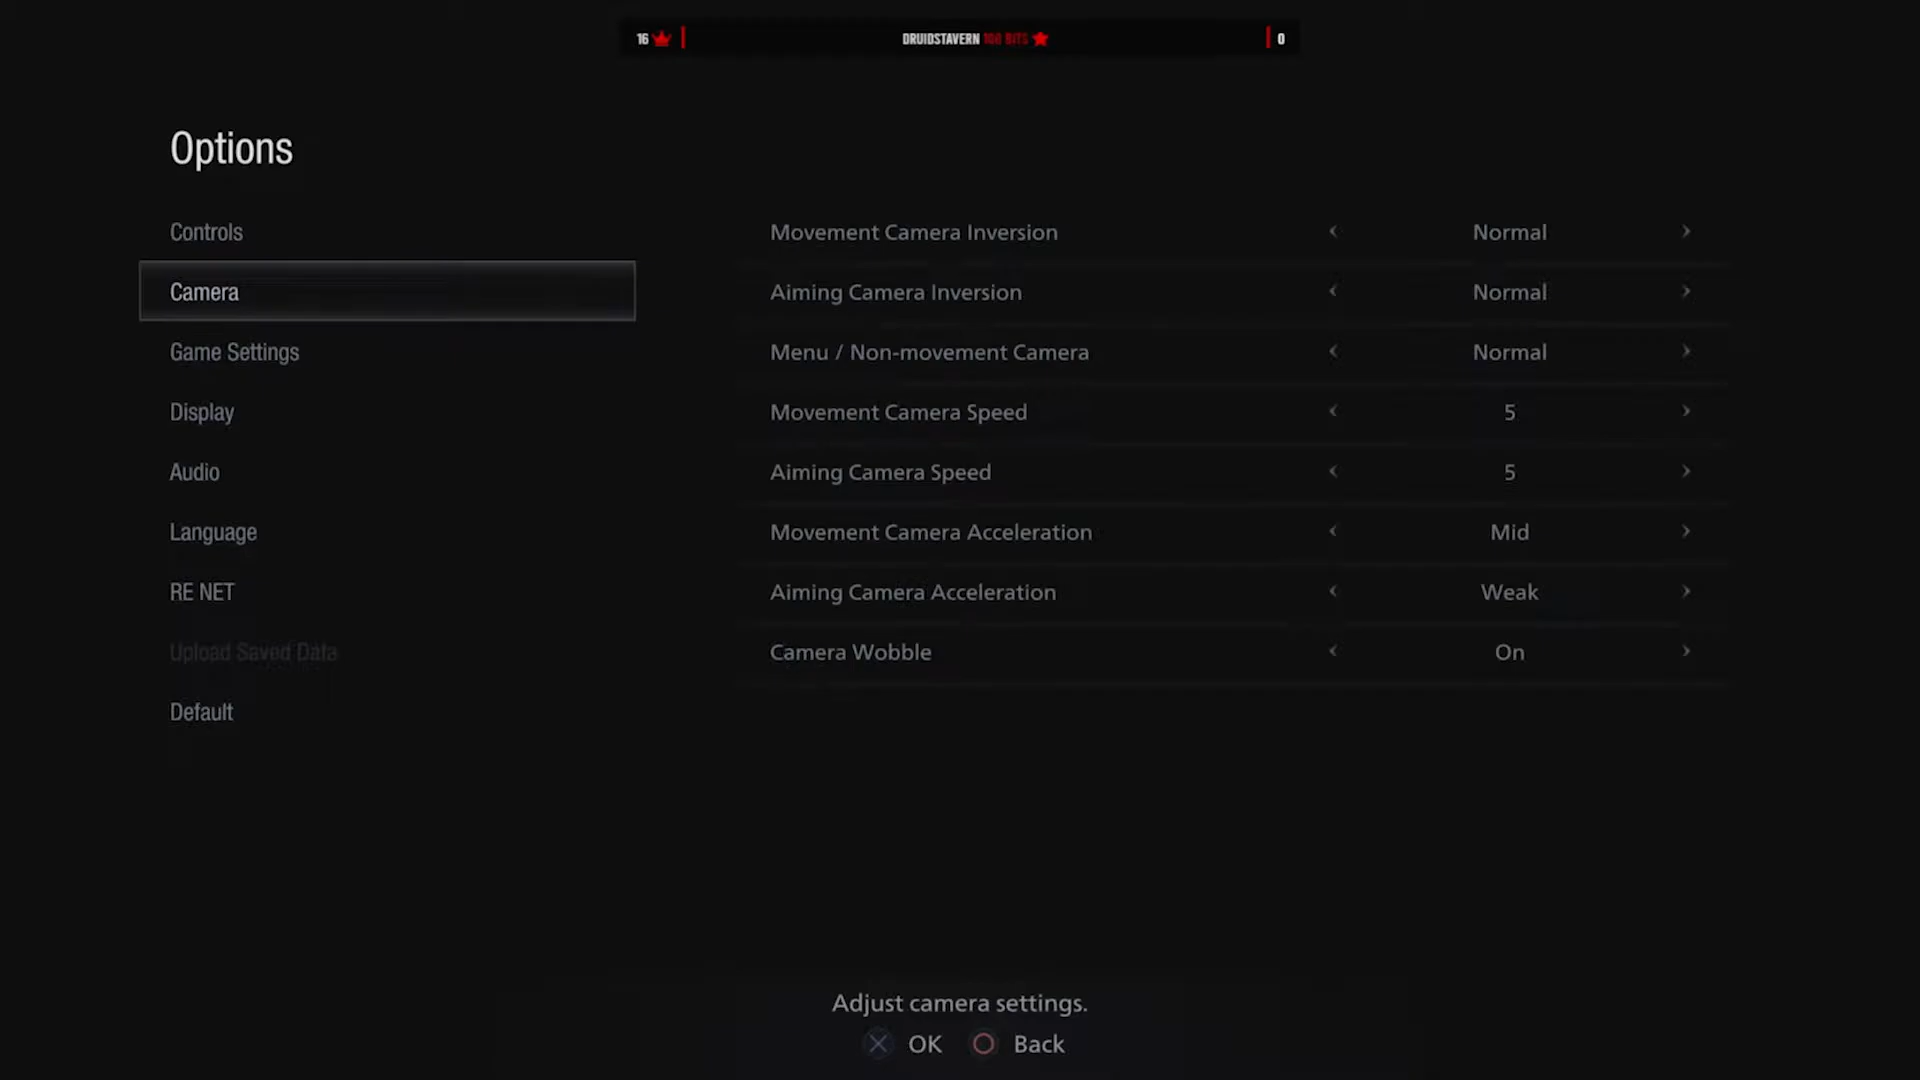 16 DRUIDSTAVERN 100 BITS 0
Options
Controls
Camera
Game Settings
Display
Audio
Language
RE NET
Upload Saved Data
Default
Movement Camera Inversion Normal
Aiming Camera Inversion Normal
Menu / Non-movement Camera Normal
Movement Camera Speed 5
Aiming Camera Speed 5
Movement Camera Acceleration Mid
Aiming Camera Acceleration Weak
Camera Wobble On
Adjust camera settings.
OK Back